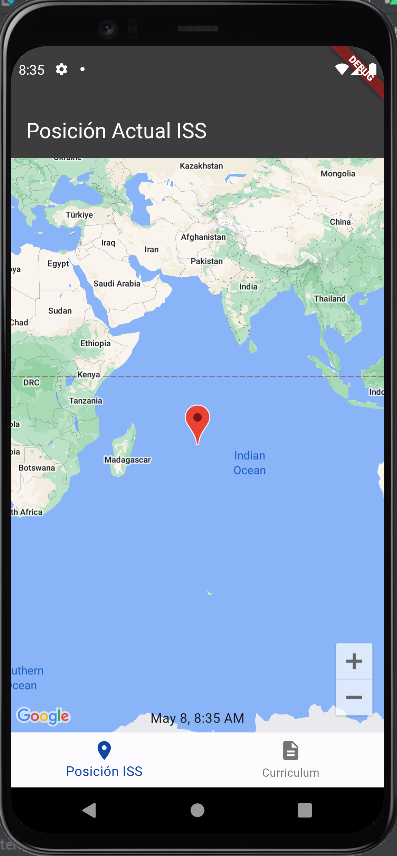 8:35
DEBUG
Posición Actual ISS
Kazakhstan
Mongolia
Türkiye
China
Afghanistan
Iraq
Iran
Pakistan
Egypt
Saudi Arabia
India
Thailand
Sudan
Chad
Ethiopia
Kenya
DRC
Indo
Tanzania
Indian
Ocean
Madagascar
Botswana
th Africa
uthern
cean
Google
May 8, 8:35 AM
+
−
Posición ISS
Curriculum